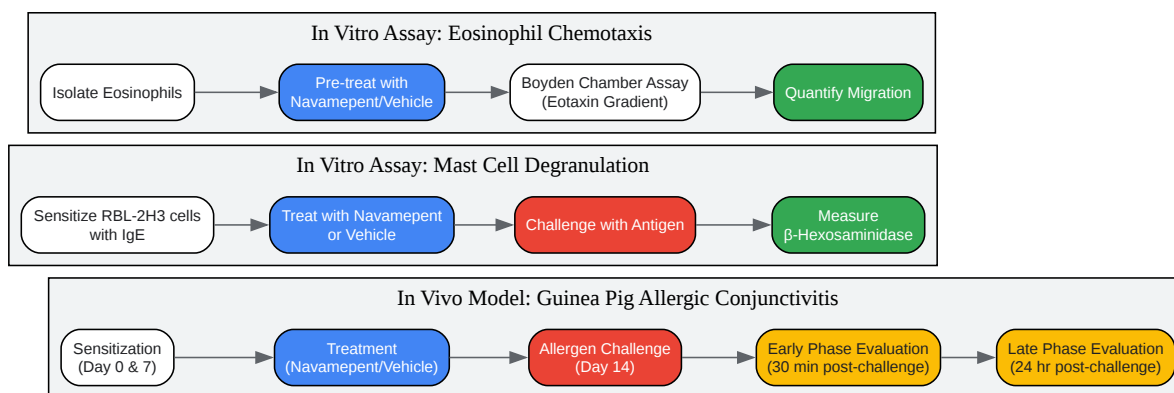 In Vitro Assay: Eosinophil Chemotaxis
Isolate Eosinophils
Pre-treat with
Navamepent/Vehicle
Boyden Chamber Assay
(Eotaxin Gradient)
Quantify Migration
In Vitro Assay: Mast Cell Degranulation
Sensitize RBL-2H3 cells
with IgE
Treat with Navamepent
or Vehicle
Challenge with Antigen
Measure
β-Hexosaminidase
In Vivo Model: Guinea Pig Allergic Conjunctivitis
Sensitization
(Day 0 & 7)
Treatment
(Navamepent/Vehicle)
Allergen Challenge
(Day 14)
Early Phase Evaluation
(30 min post-challenge)
Late Phase Evaluation
(24 hr post-challenge)